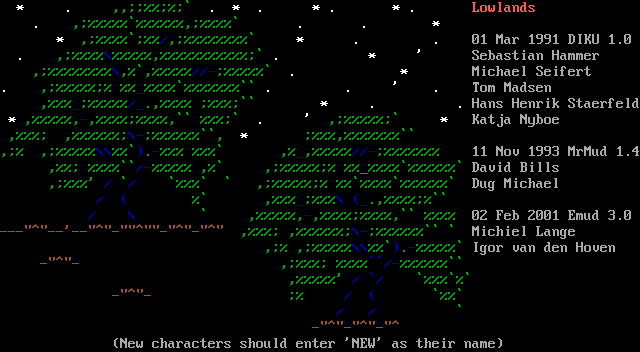 Lowlands
01 Mar 1991 DIKU 1.0
Sebastian Hammer
Michael Seifert
Tom Madsen
Hans Henrik Staerfeld
Katja Nyboe
11 Nov 1993 MrMud 1.4
David Bills
Dug Michael
02 Feb 2001 Emud 3.0
Michiel Lange
Igor van den Hoven
(New characters should enter 'NEW' as their name)